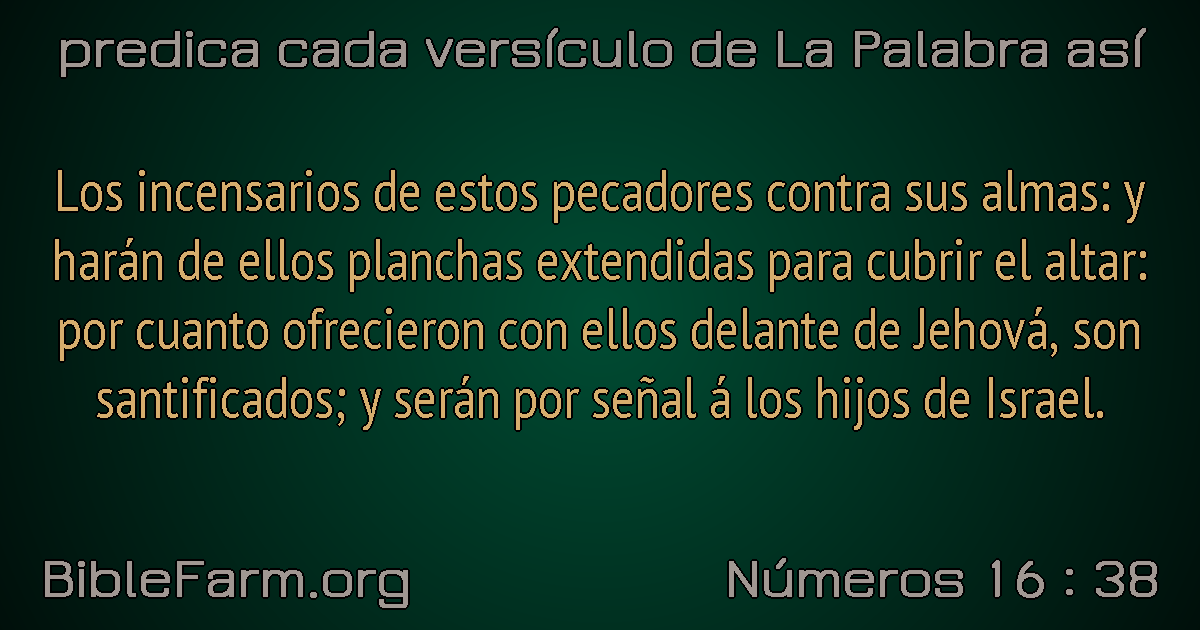 predica cada versículo de La Palabra así
Los incensarios de estos pecadores contra sus almas: y
harán de ellos planchas extendidas para cubrir el altar:
por cuanto ofrecieron con ellos delante de Jehová, son
santificados; y serán por señal á los hijos de Israel.
BibleFarm.org
Números 16 : 38